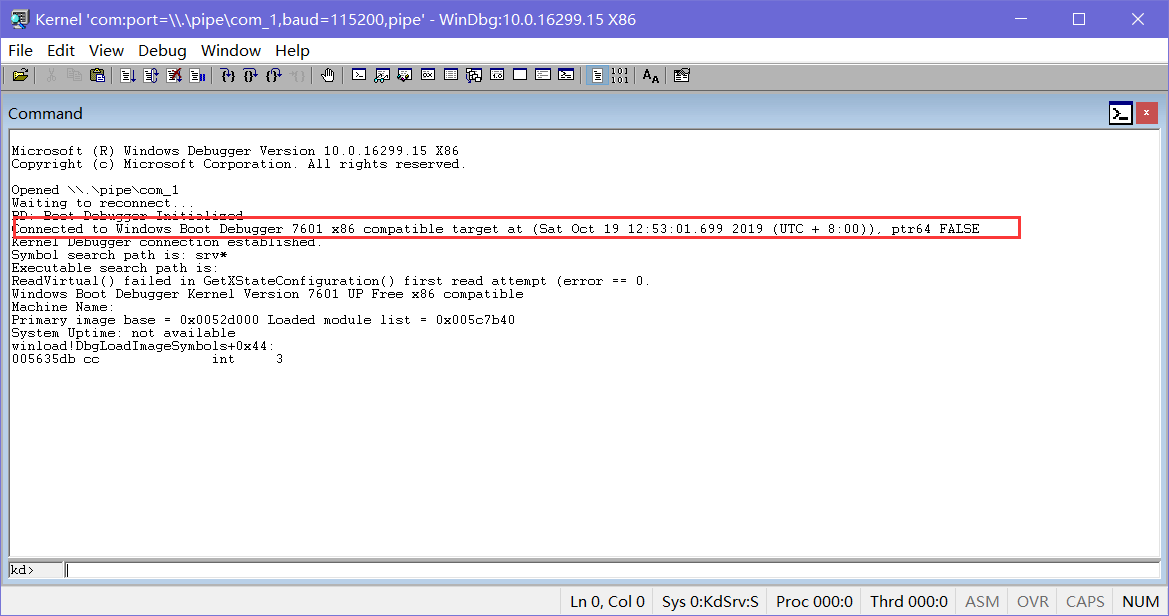 Kernel 'com:port=\\.\pipe\com_1,baud=115200,pipe' - WinDbg:10.0.16299.15 X86
File Edit View Debug Window Help
Command
Microsoft (R) Windows Debugger Version 10.0.16299.15 X86
Copyright (c) Microsoft Corporation. All rights reserved.
Opened \\.\pipe\com_1
Waiting to reconnect...
BD: Boot Debugger Initialized
Connected to Windows Boot Debugger 7601 x86 compatible target at (Sat Oct 19 12:53:01.699 2019 (UTC + 8:00)), ptr64 FALSE
Kernel Debugger connection established.
Symbol search path is: srv*
Executable search path is:
ReadVirtual() failed in GetXStateConfiguration() first read attempt (error == 0.
Windows Boot Debugger Kernel Version 7601 UP Free x86 compatible
Machine Name:
Primary image base = 0x0052d000 Loaded module list = 0x005c7b40
System Uptime: not available
winload!DbgLoadImageSymbols+0x44:
005635db cc int 3
kd>
Ln 0, Col 0 Sys 0:KdSrv:S Proc 000:0 Thrd 000:0 ASM OVR CAPS NUM